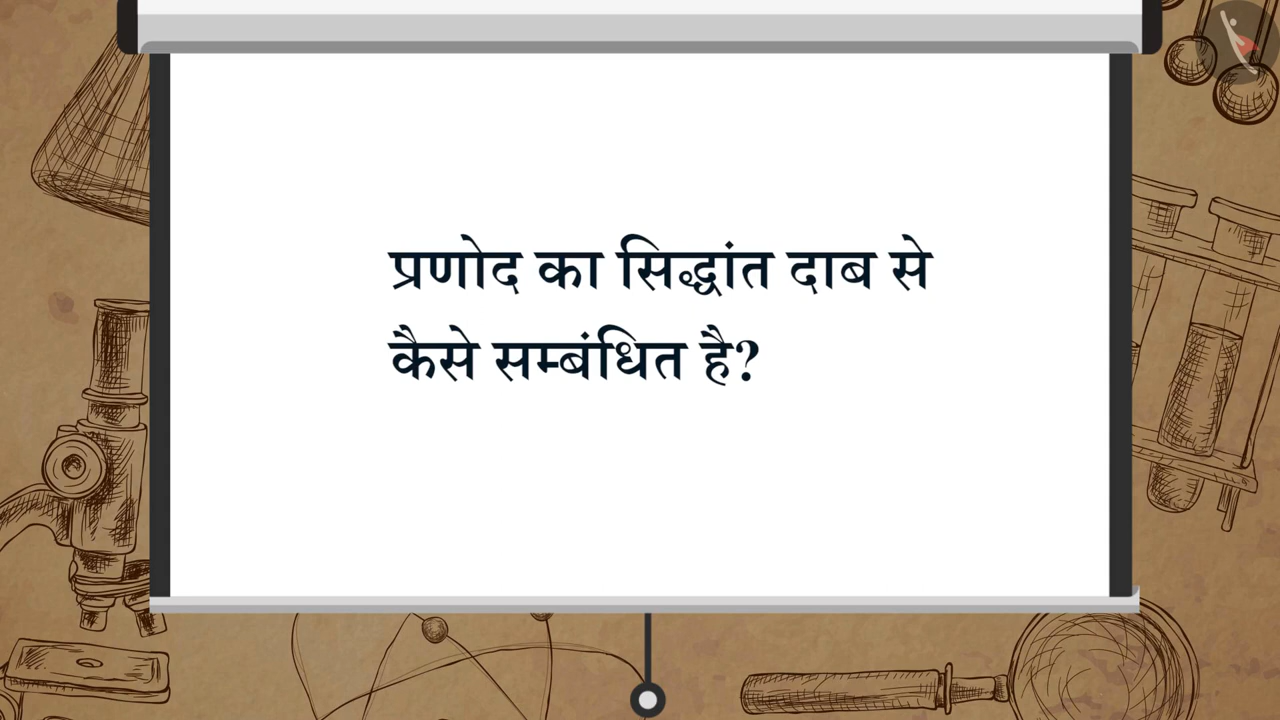 प्रणोद का सिद्धांत दाब से
कैसे सम्बंधित है?